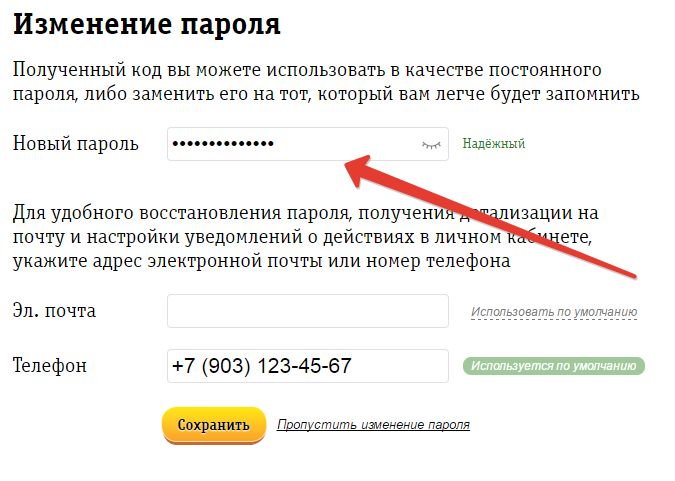 Изменение пароля
Полученный код вы можете использовать в качестве постоянного
пароля, либо заменить его на тот, который вам легче будет запомнить
Новый пароль •••••••••••••• Надёжный
Для удобного восстановления пароля, получения детализации на
почту и настройки уведомлений о действиях в личном кабинете,
укажите адрес электронной почты или номер телефона
Эл. почта Использовать по умолчанию
Телефон +7 (903) 123-45-67 Используется по умолчанию
Сохранить Пропустить изменение пароля